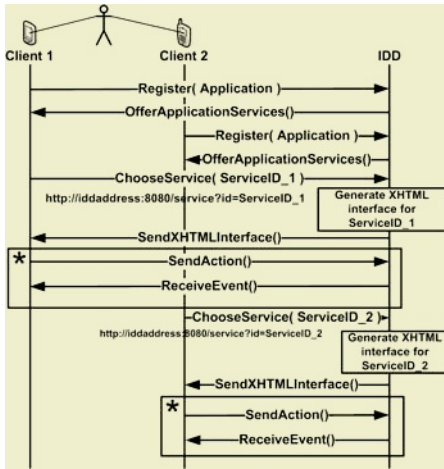 Client 1
Client 2
IDD
Register( Application )
OfferApplicationServices()
Register( Application )
OfferApplicationServices()
ChooseService( ServiceID_1 )
http://iddaddress:8080/service?id=ServiceID_1
Generate XHTML
interface for
ServiceID_1
SendXHTMLInterface()
*
SendAction()
ReceiveEvent()
ChooseService( ServiceID_2 )
http://iddaddress:8080/service?id=ServiceID_2
Generate XHTML
interface for
ServiceID_2
SendXHTMLInterface()
*
SendAction()
ReceiveEvent()